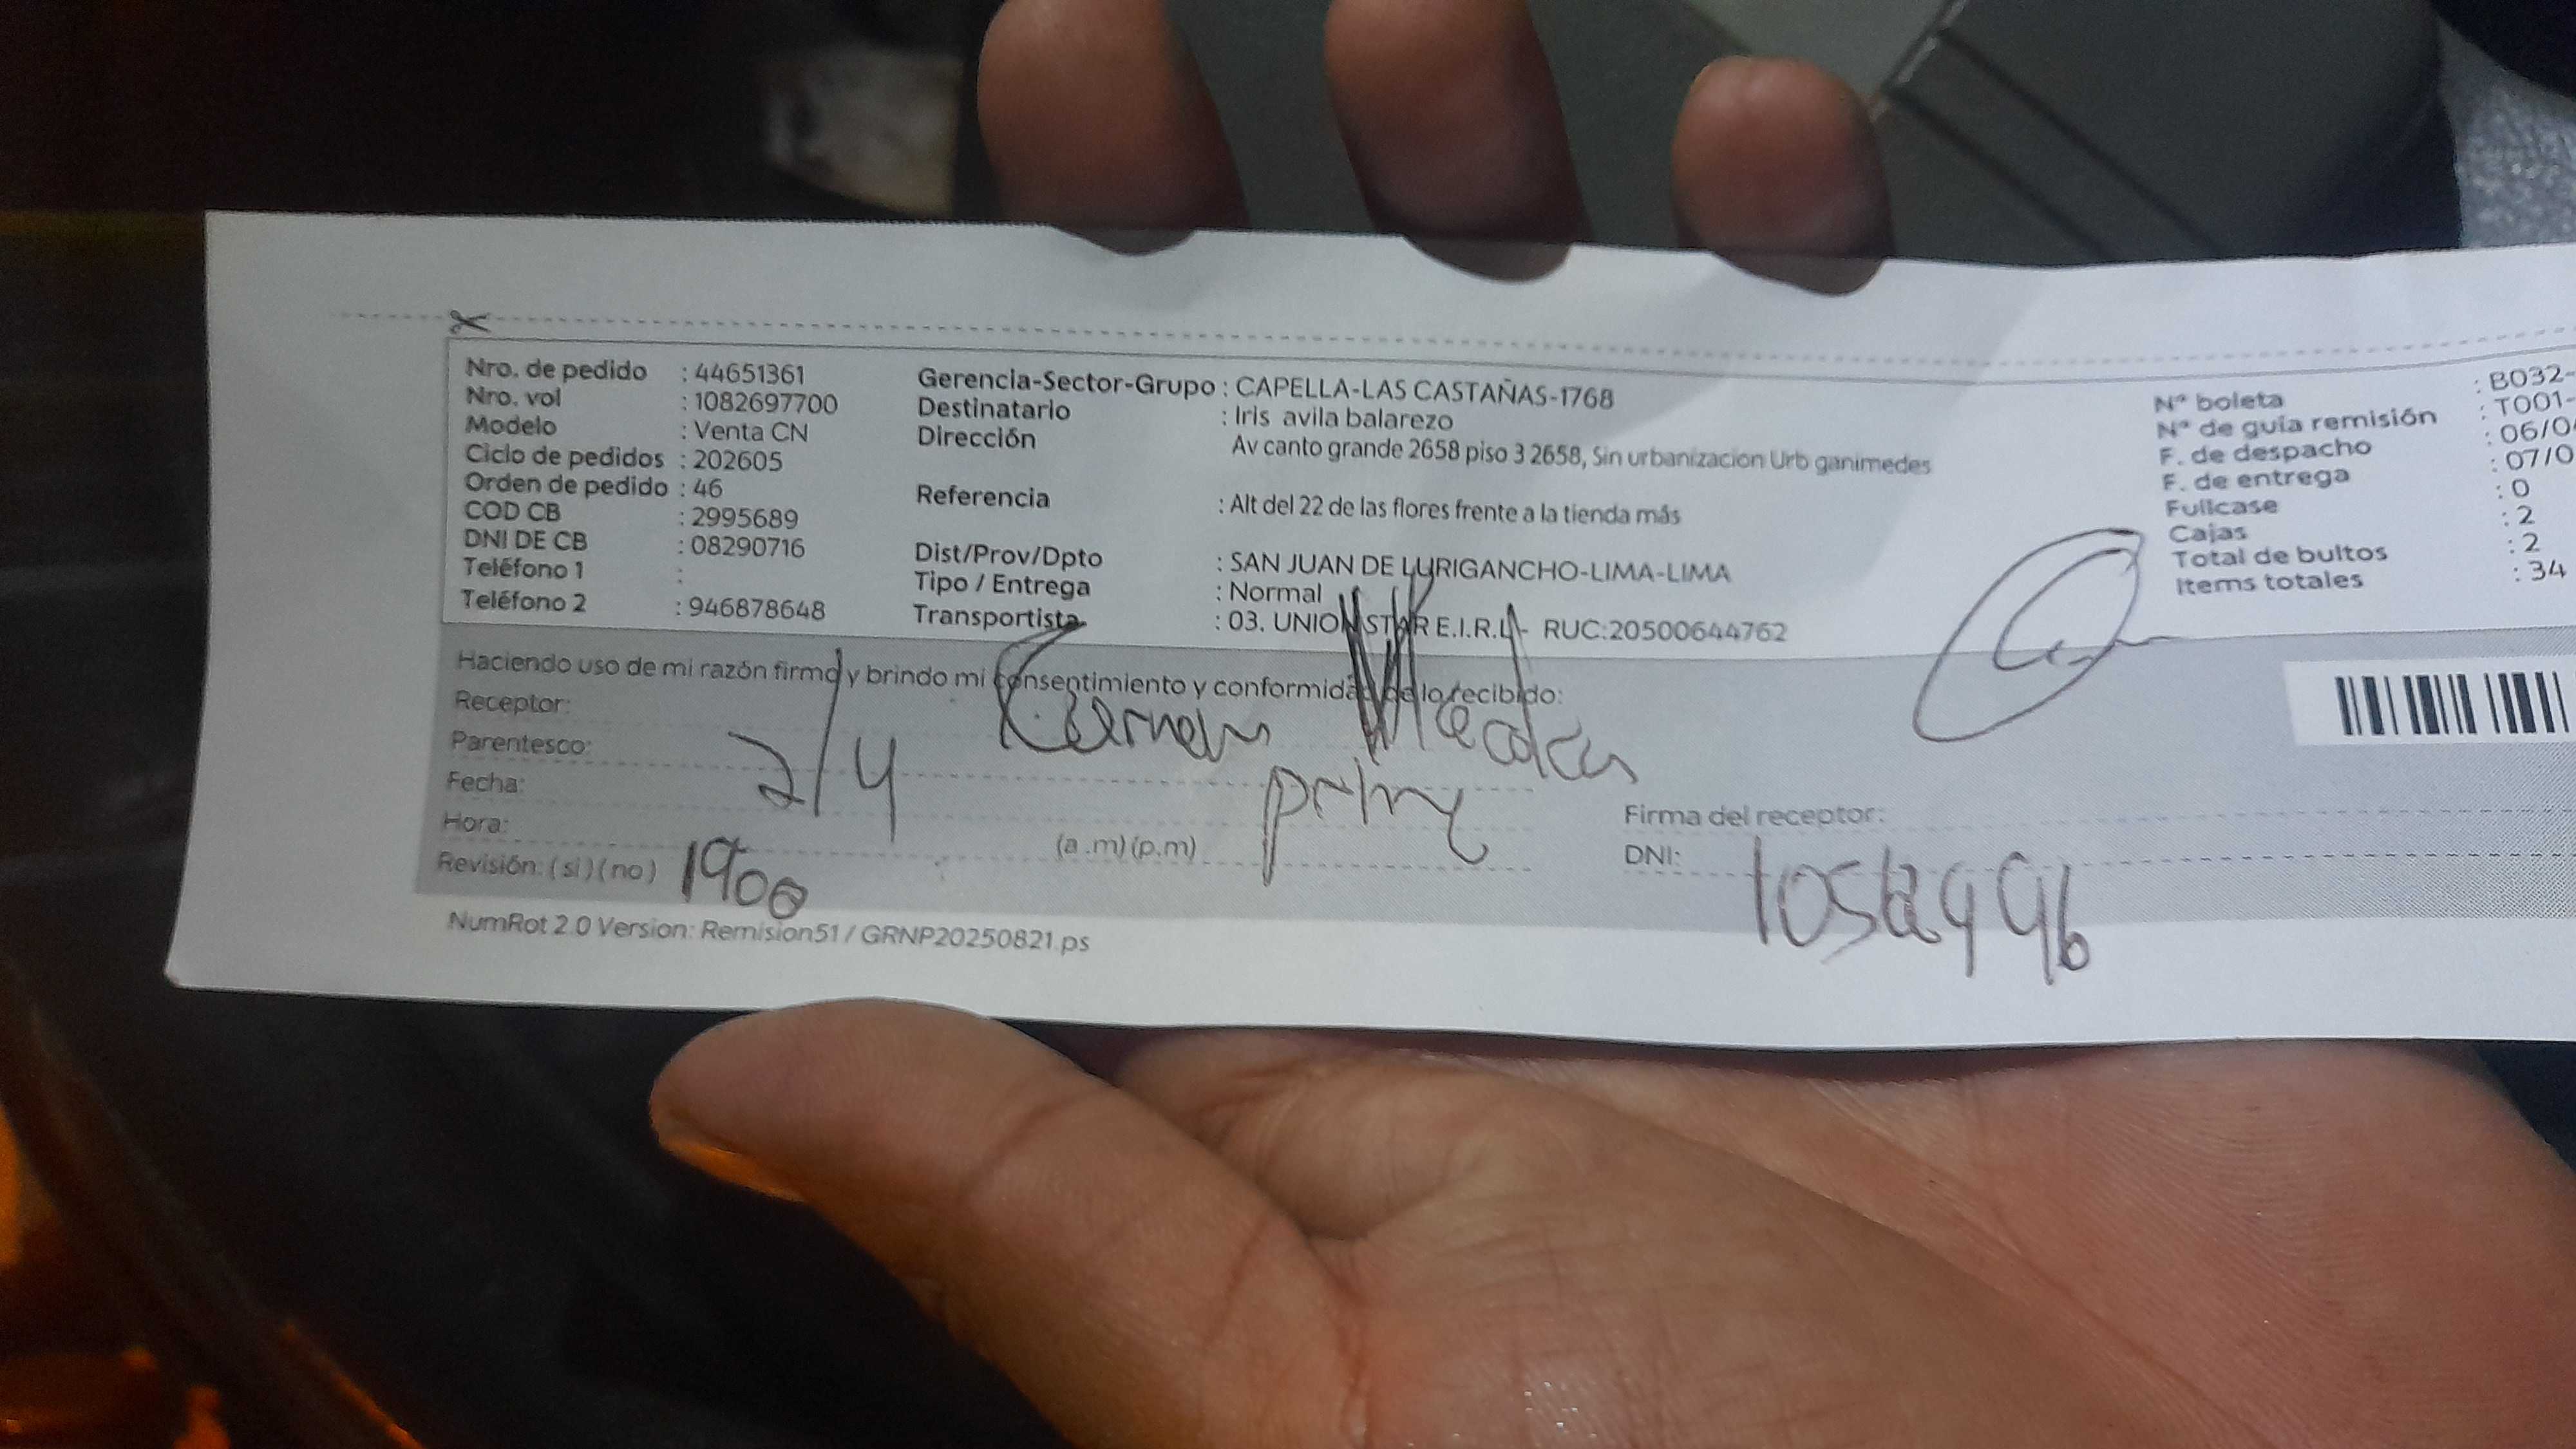 Nro. de pedido : 44651361
Nro. vol : 1082697700
Modelo : Venta CN
Ciclo de pedidos : 202605
Orden de pedido : 46
COD CB : 2995689
DNI DE CB : 08290716
Teléfono 1 :
Teléfono 2 : 946878648
Gerencia-Sector-Grupo : CAPELLA-LAS CASTAÑAS-1768
Destinatario : Iris avila balarezo
Dirección Av canto grande 2658 piso 3 2658, Sin urbanizacion Urb ganimedes
Referencia : Alt del 22 de las flores frente a la tienda más
Dist/Prov/Dpto : SAN JUAN DE LURIGANCHO-LIMA-LIMA
Tipo / Entrega : Normal
Transportista : 03. UNION STAR E.I.R.L - RUC:20500644762
Nº boleta : B032-
Nº de guía remisión : T001-
F. de despacho : 06/0
F. de entrega : 07/0
Fullcase : 0
Cajas : 2
Total de bultos : 2
Items totales : 34
Haciendo uso de mi razón firmo y brindo mi consentimiento y conformidad de lo recibido:
Receptor:
Parentesco:
Fecha: 2/4
Hora: (a.m) (p.m)
Revisión: (si) (no) 1900
Firma del receptor:
DNI:
NumRot 2.0 Version: Remision51 / GRNP20250821.ps